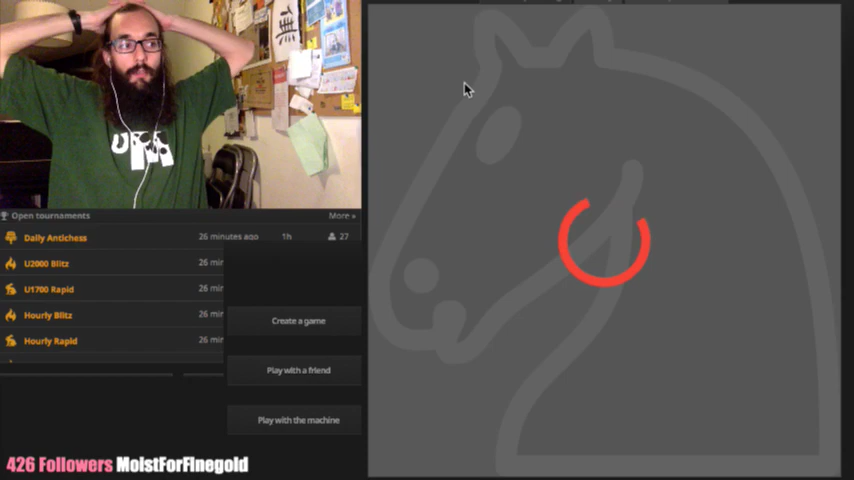 無
Open tournaments More »
Daily Antichess 26 minutes ago 1h 27
U2000 Blitz 26 min
U1700 Rapid 26 min
Hourly Blitz 26 min
Hourly Rapid 26 min
Create a game
Play with a friend
Play with the machine
426 Followers MoistForFinegold